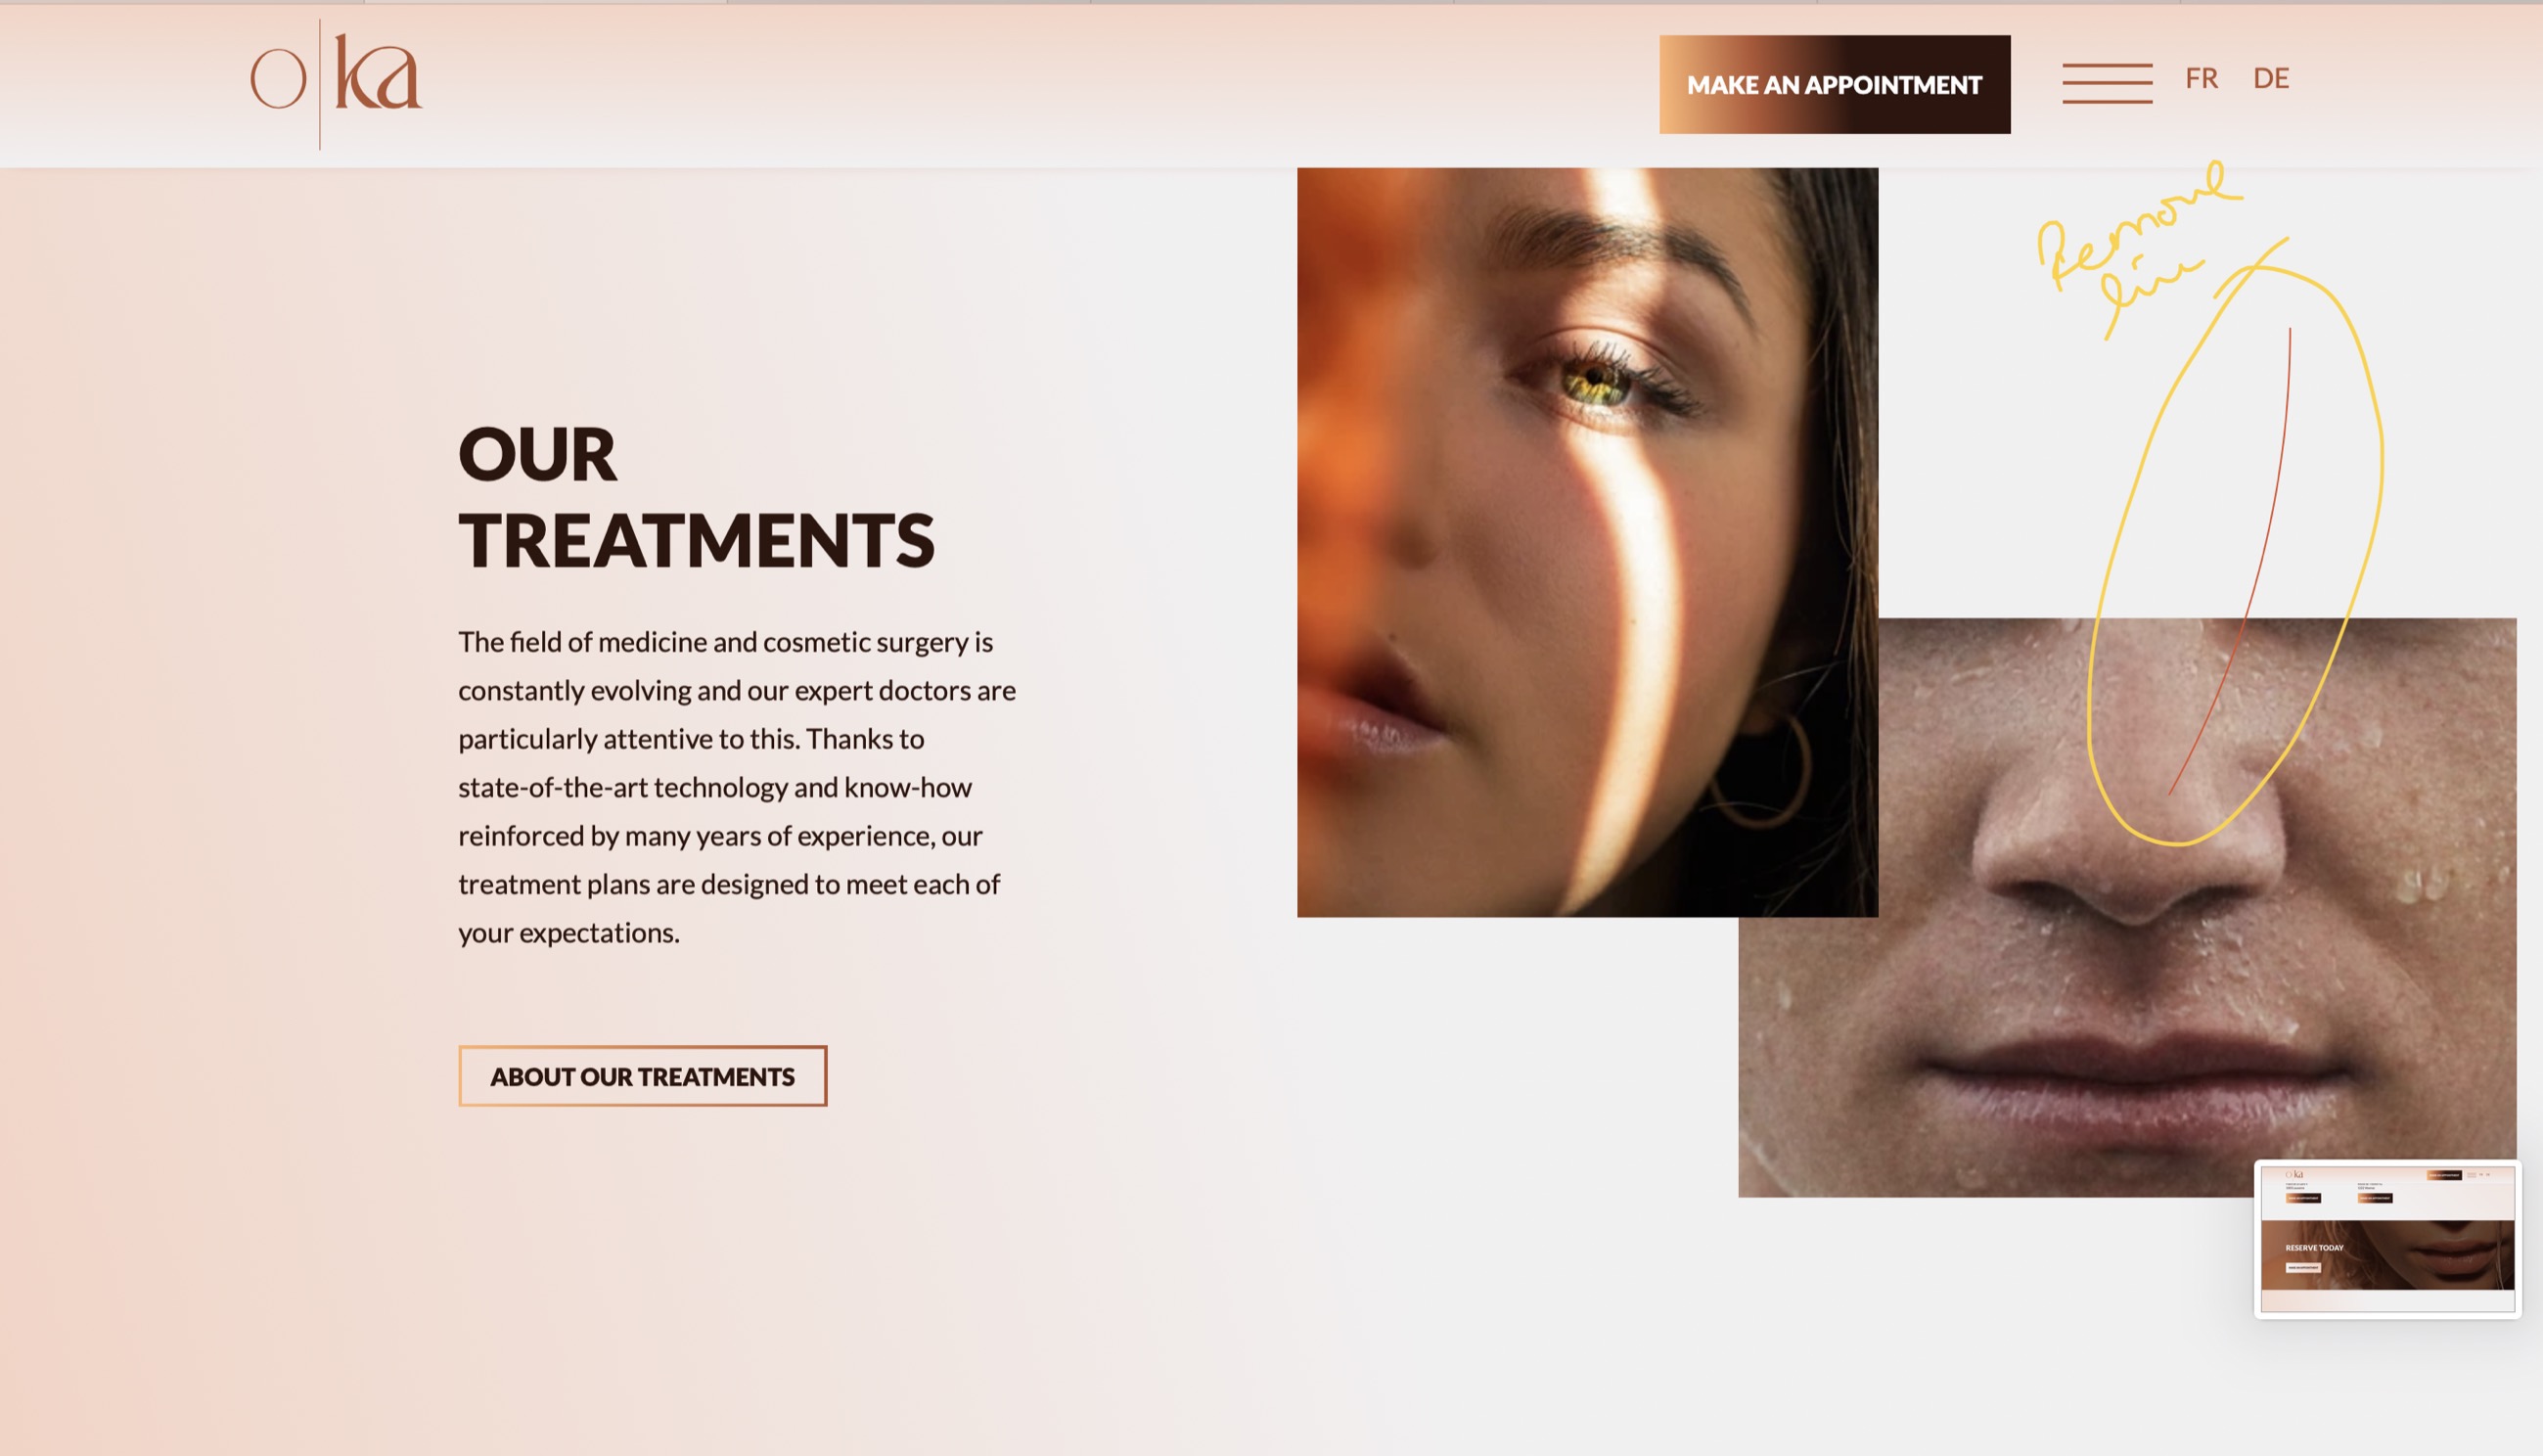 o ka
MAKE AN APPOINTMENT
FR DE
Remove
line
OUR
TREATMENTS
The field of medicine and cosmetic surgery is
constantly evolving and our expert doctors are
particularly attentive to this. Thanks to
state-of-the-art technology and know-how
reinforced by many years of experience, our
treatment plans are designed to meet each of
your expectations.
ABOUT OUR TREATMENTS
o ka
RESERVE TODAY